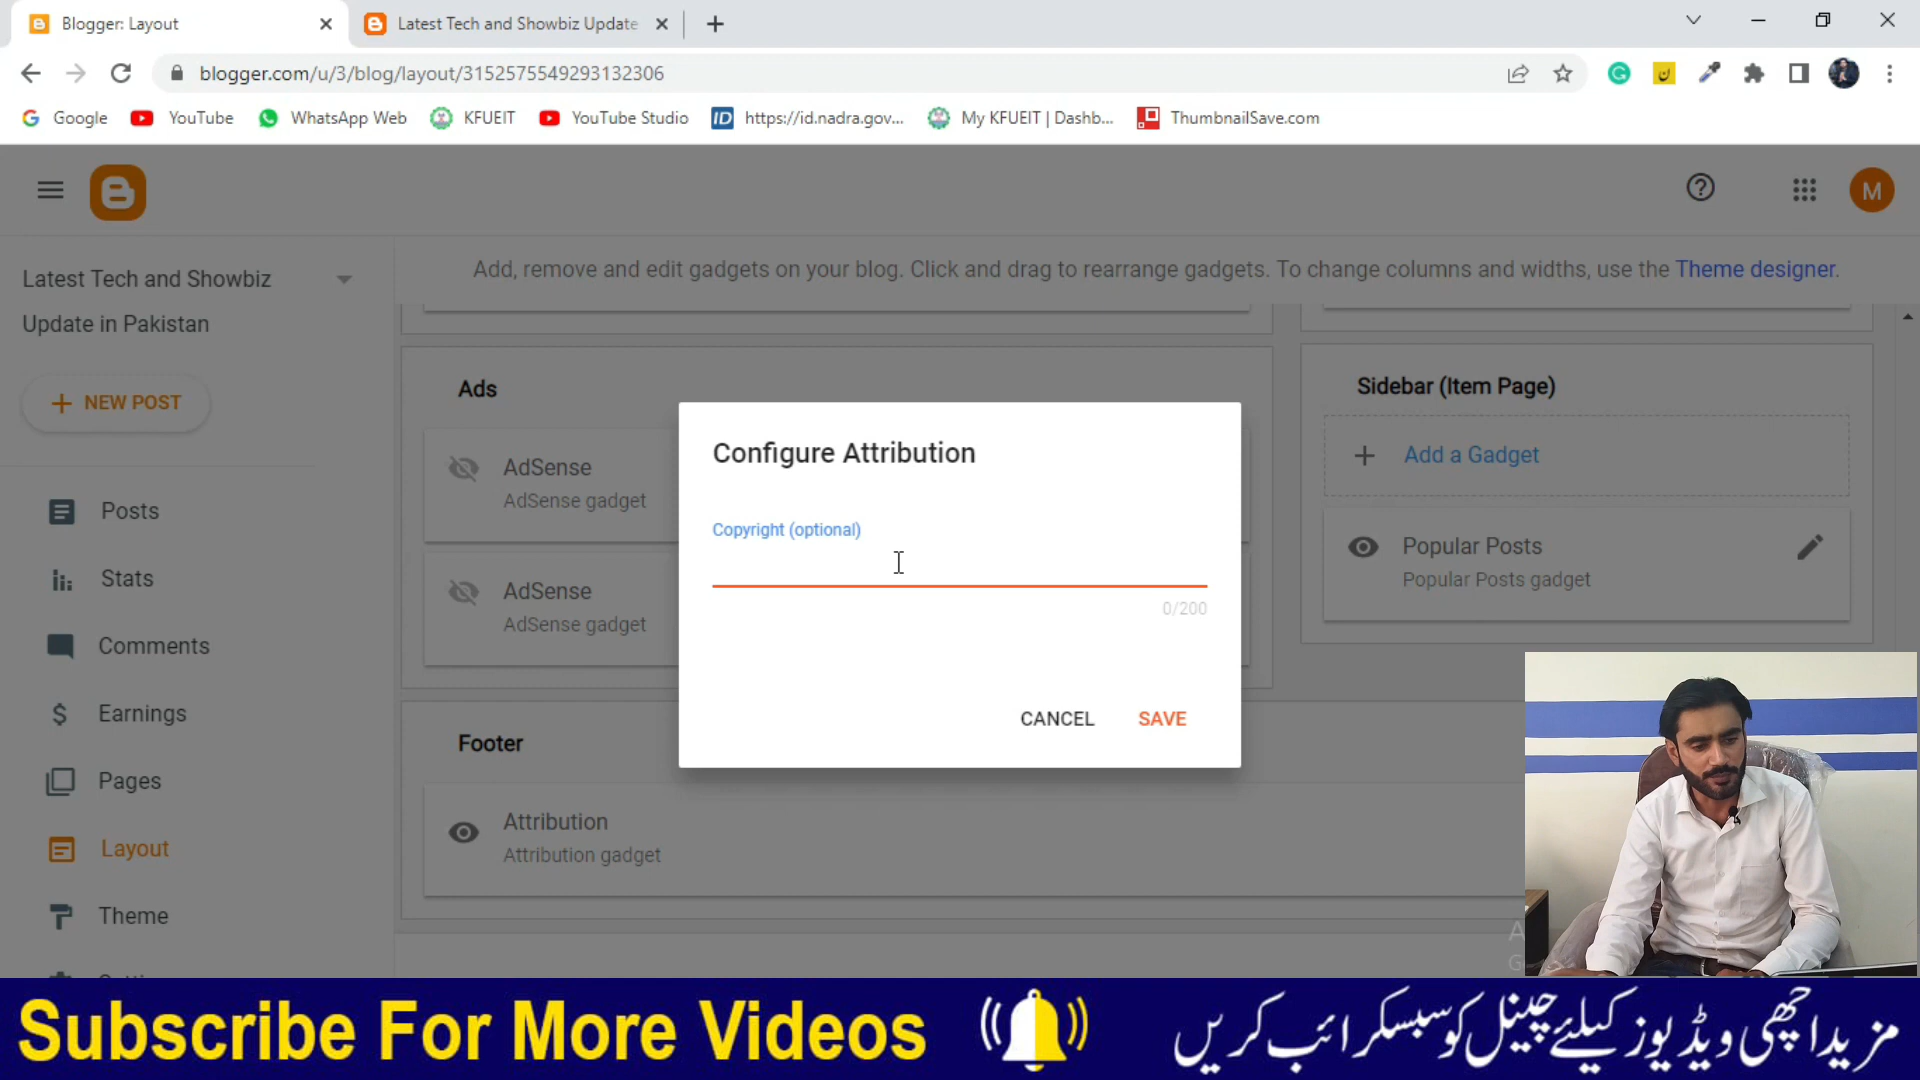 Blogger: Layout
Latest Tech and Showbiz Update
blogger.com/u/3/blog/layout/3152575549293132306
Google
YouTube
WhatsApp Web
KFUEIT
YouTube Studio
ID
https://id.nadra.gov...
My KFUEIT | Dashb...
ThumbnailSave.com
M
Latest Tech and Showbiz
Update in Pakistan
Add, remove and edit gadgets on your blog. Click and drag to rearrange gadgets. To change columns and widths, use the Theme designer.
NEW POST
Posts
Stats
Comments
Earnings
Pages
Layout
Theme
Ads
AdSense
AdSense gadget
AdSense
AdSense gadget
Sidebar (Item Page)
Add a Gadget
Popular Posts
Popular Posts gadget
Configure Attribution
Copyright (optional)
0/200
CANCEL
SAVE
Footer
Attribution
Attribution gadget
Subscribe For More Videos
مزید اچھی ویڈیوز کیلئے چینل کو سبسکرائب کریں